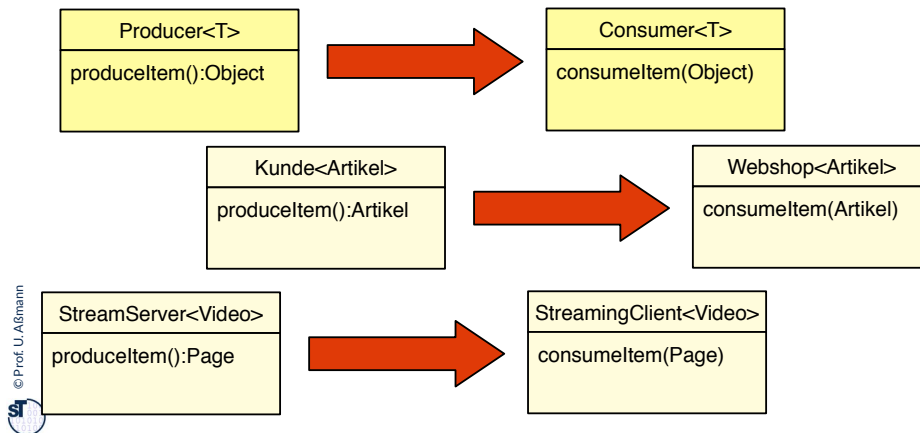 Producer<T>
produceItem():Object
Consumer<T>
consumeItem(Object)
Kunde<Artikel>
produceItem():Artikel
Webshop<Artikel>
consumeItem(Artikel)
StreamServer<Video>
produceItem():Page
StreamingClient<Video>
consumeItem(Page)
© Prof. U. Aßmann
ST